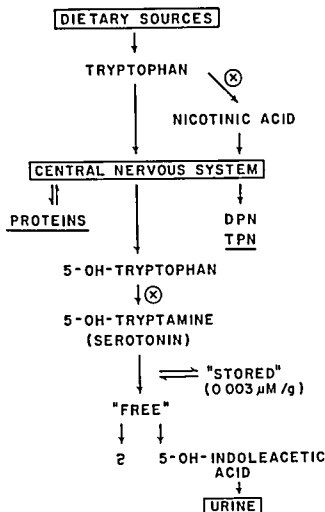 DIETARY SOURCES
TRYPTOPHAN
NICOTINIC ACID
CENTRAL NERVOUS SYSTEM
PROTEINS
DPN
TPN
5-OH-TRYPTOPHAN
5-OH-TRYPTAMINE
(SEROTONIN)
"STORED"
(0 003 μM/g)
"FREE"
?
5-OH-INDOLEACETIC
ACID
URINE